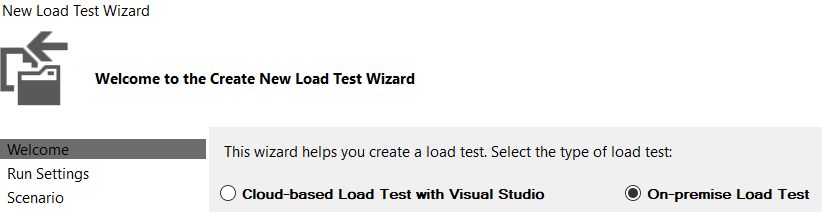 New Load Test Wizard
Welcome to the Create New Load Test Wizard
Welcome
Run Settings
Scenario
This wizard helps you create a load test. Select the type of load test:
Cloud-based Load Test with Visual Studio
On-premise Load Test